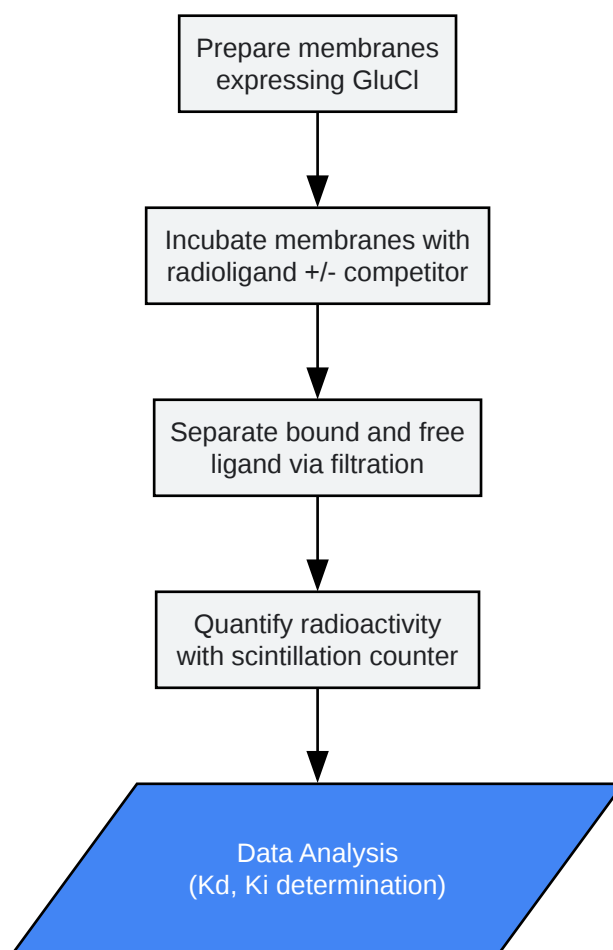 Prepare membranes
expressing GluCl
Incubate membranes with
radioligand +/- competitor
Separate bound and free
ligand via filtration
Quantify radioactivity
with scintillation counter
Data Analysis
(Kd, Ki determination)